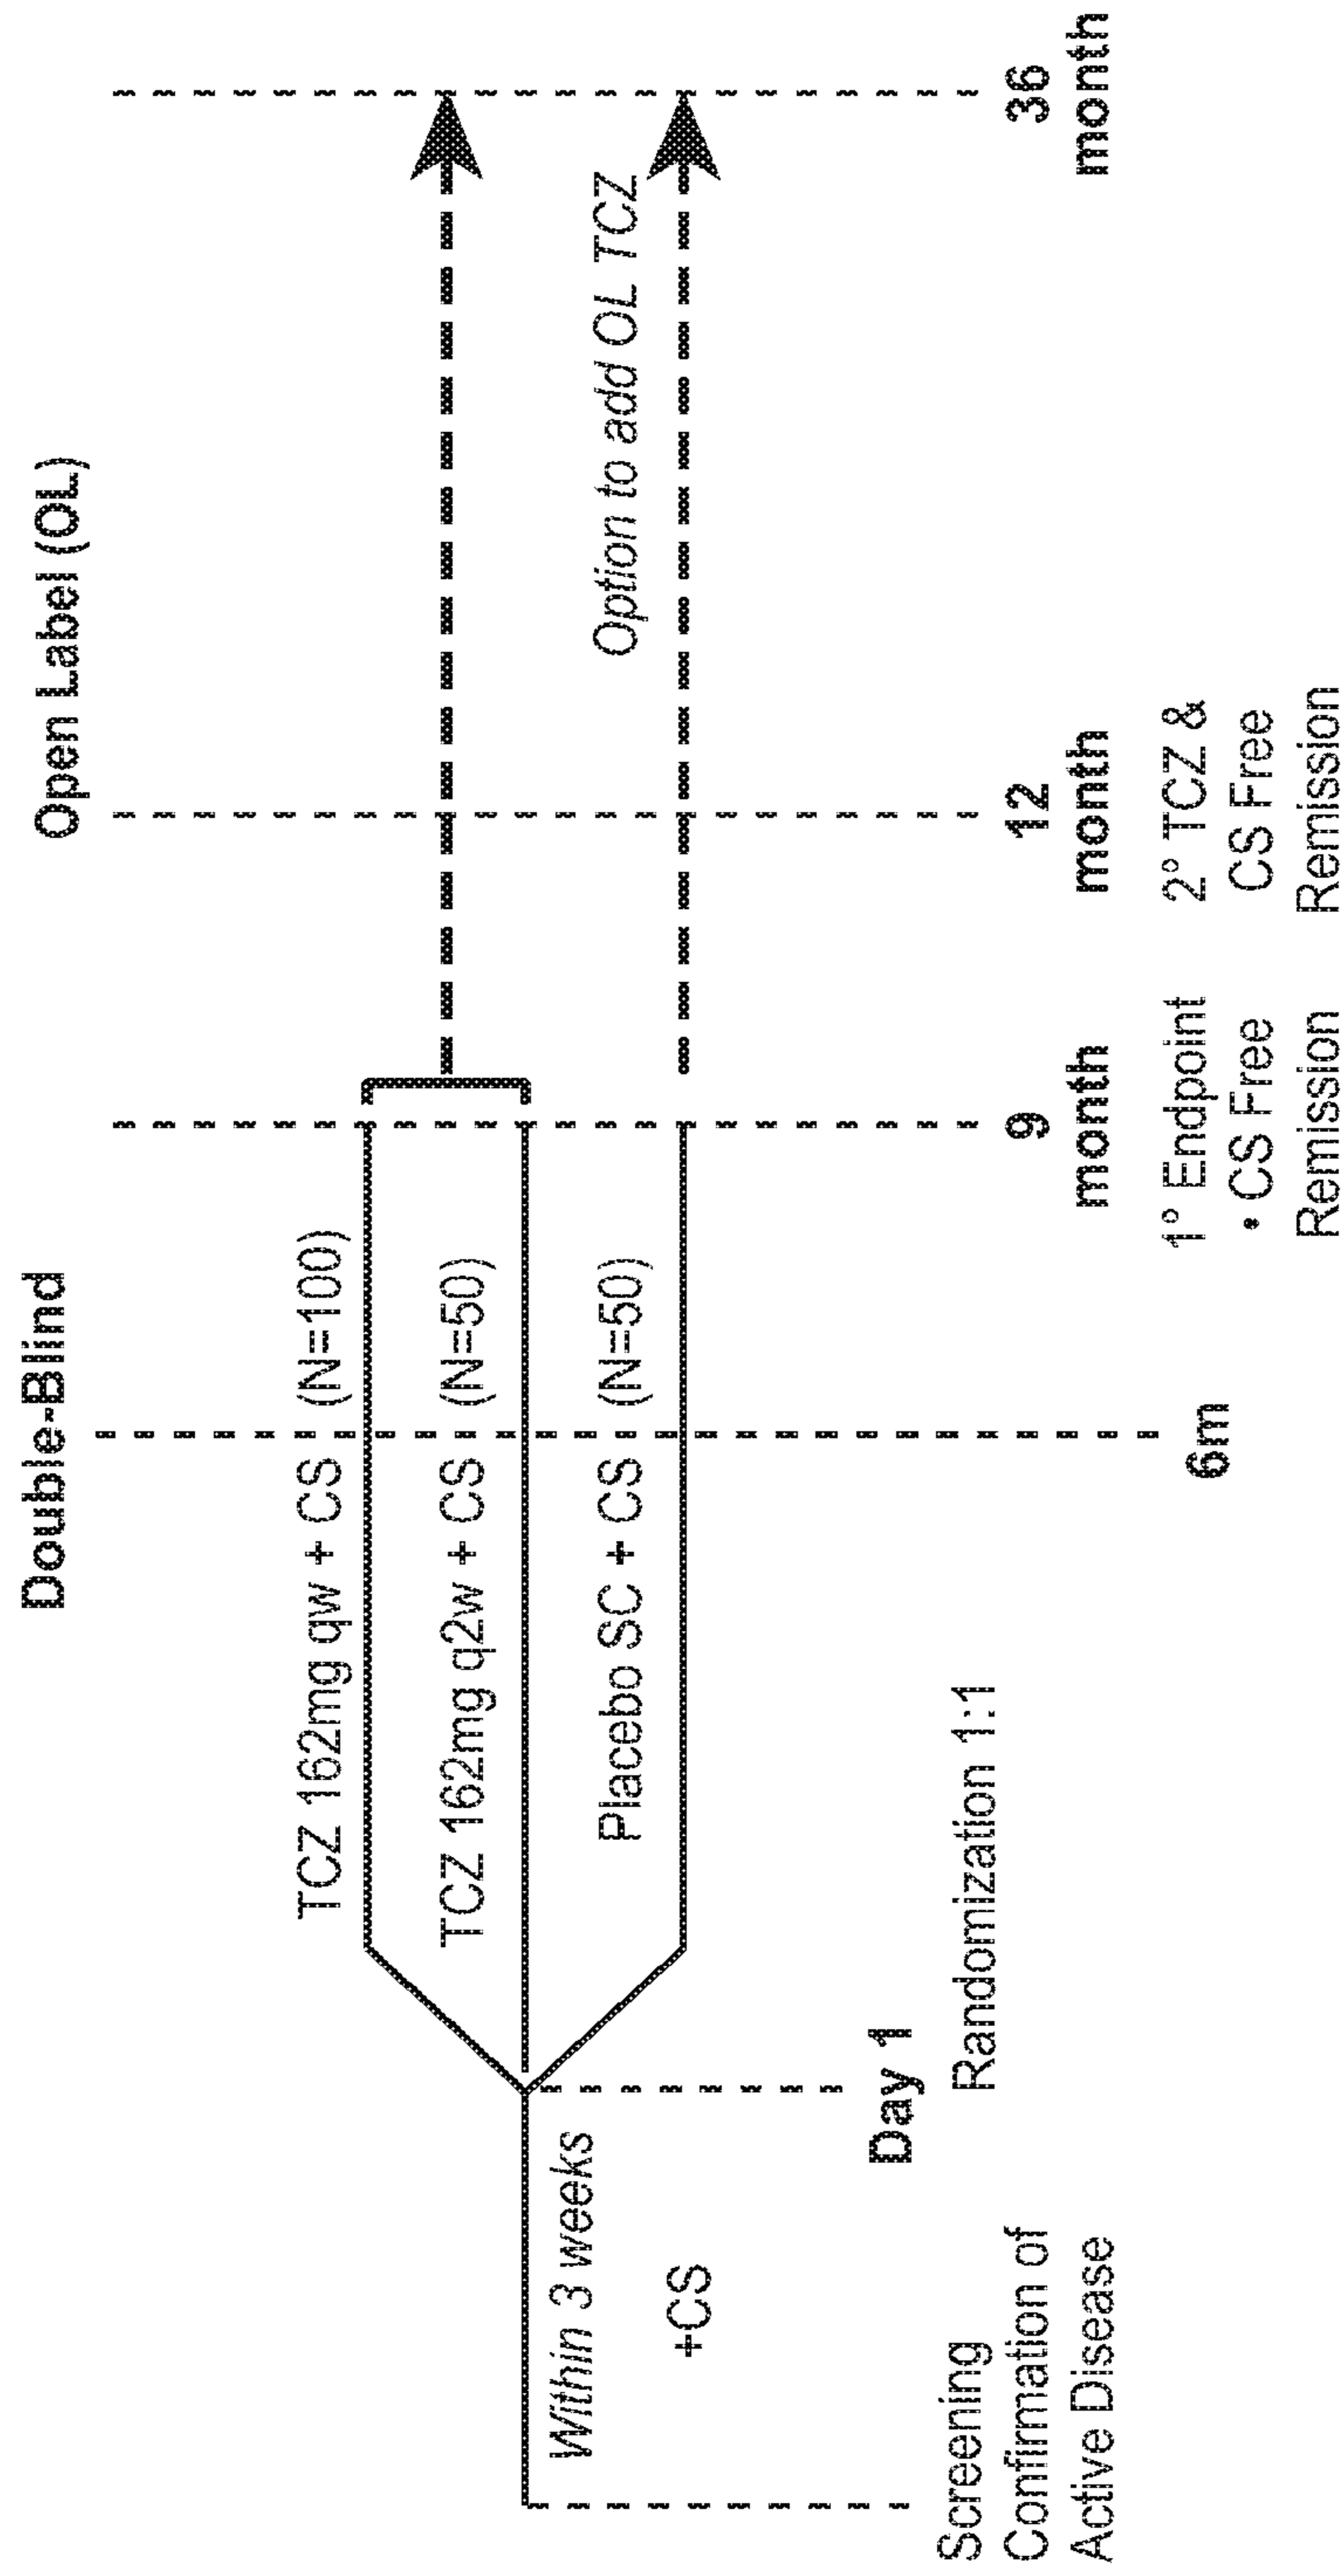 Double-Blind
Open Label (OL)
TCZ 162mg qw + CS (N=100)
TCZ 162mg q2w + CS (N=50)
Within 3 weeks
Placebo SC + CS (N=50)
Option to add OL TCZ
+CS
Day 1
Screening
Confirmation of
Active Disease
Randomization 1:1
6m
9
month
1° Endpoint
• CS Free
Remission
12
month
2° TCZ &
CS Free
Remission
36
month